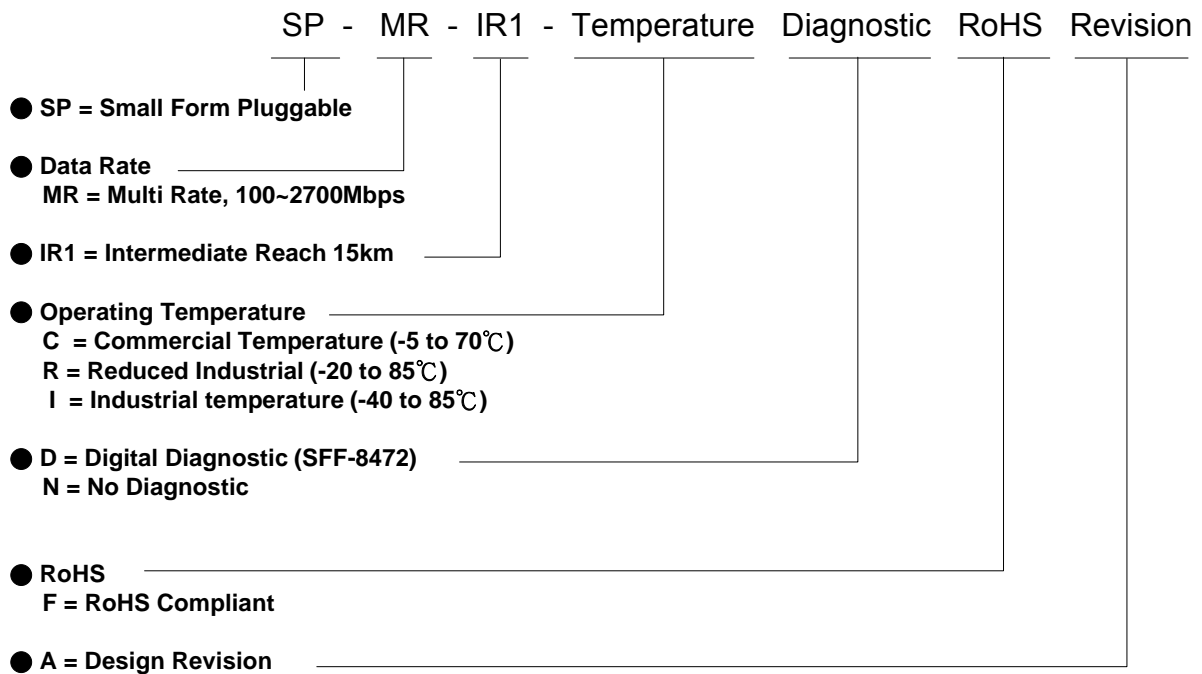 SP - MR - IR1 - Temperature Diagnostic RoHS Revision
● SP = Small Form Pluggable
● Data Rate
MR = Multi Rate, 100~2700Mbps
● IR1 = Intermediate Reach 15km
● Operating Temperature
C = Commercial Temperature (-5 to 70℃)
R = Reduced Industrial (-20 to 85℃)
I = Industrial temperature (-40 to 85℃)
● D = Digital Diagnostic (SFF-8472)
N = No Diagnostic
● RoHS
F = RoHS Compliant
● A = Design Revision